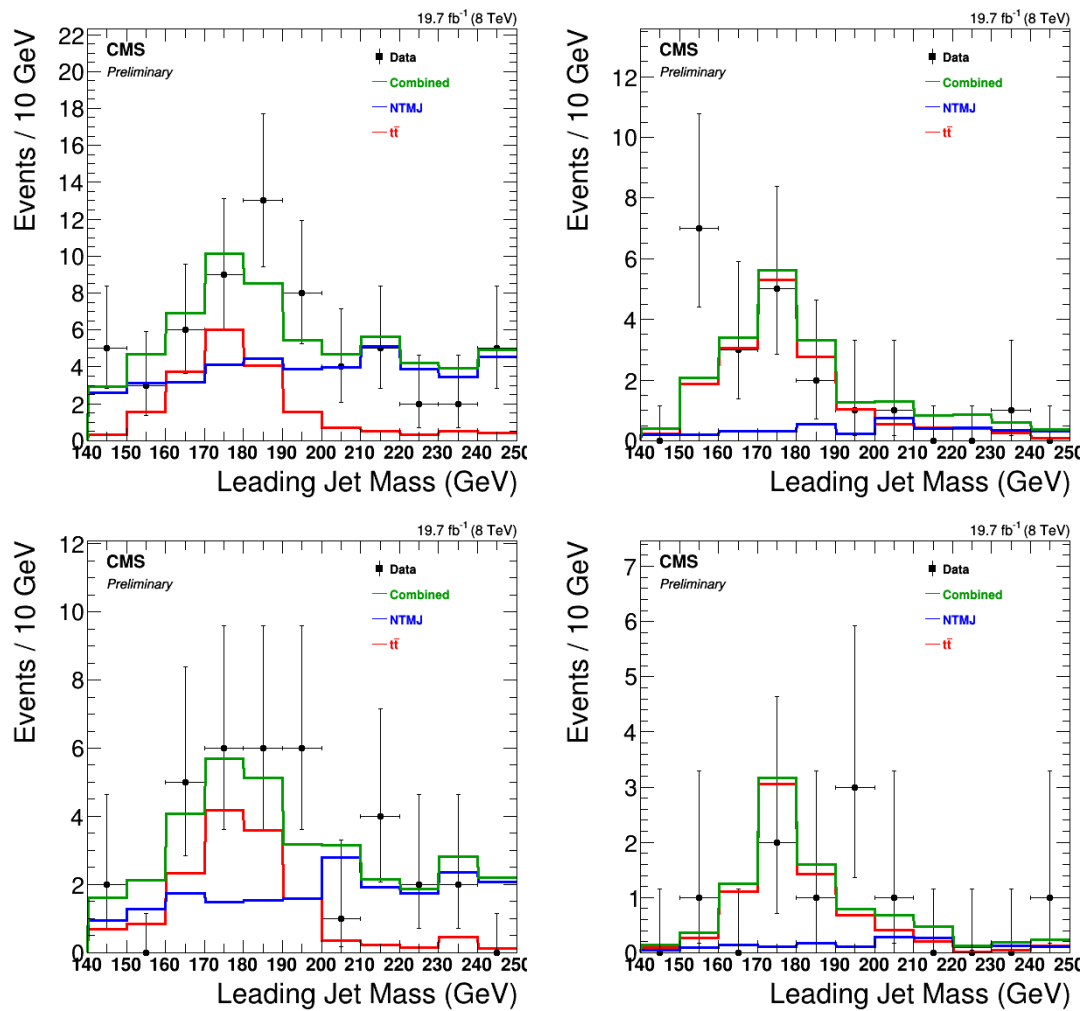 19.7 fb⁻¹ (8 TeV)
Events / 10 GeV
CMS
Preliminary
Data
Combined
NTMJ
tt̄
22
20
18
16
14
12
10
8
6
4
2
0
140 150 160 170 180 190 200 210 220 230 240 250
Leading Jet Mass (GeV)
19.7 fb⁻¹ (8 TeV)
Events / 10 GeV
CMS
Preliminary
Data
Combined
NTMJ
tt̄
12
10
8
6
4
2
0
140 150 160 170 180 190 200 210 220 230 240 250
Leading Jet Mass (GeV)
19.7 fb⁻¹ (8 TeV)
Events / 10 GeV
CMS
Preliminary
Data
Combined
NTMJ
tt̄
12
10
8
6
4
2
0
140 150 160 170 180 190 200 210 220 230 240 250
Leading Jet Mass (GeV)
19.7 fb⁻¹ (8 TeV)
Events / 10 GeV
CMS
Preliminary
Data
Combined
NTMJ
tt̄
7
6
5
4
3
2
1
0
140 150 160 170 180 190 200 210 220 230 240 250
Leading Jet Mass (GeV)